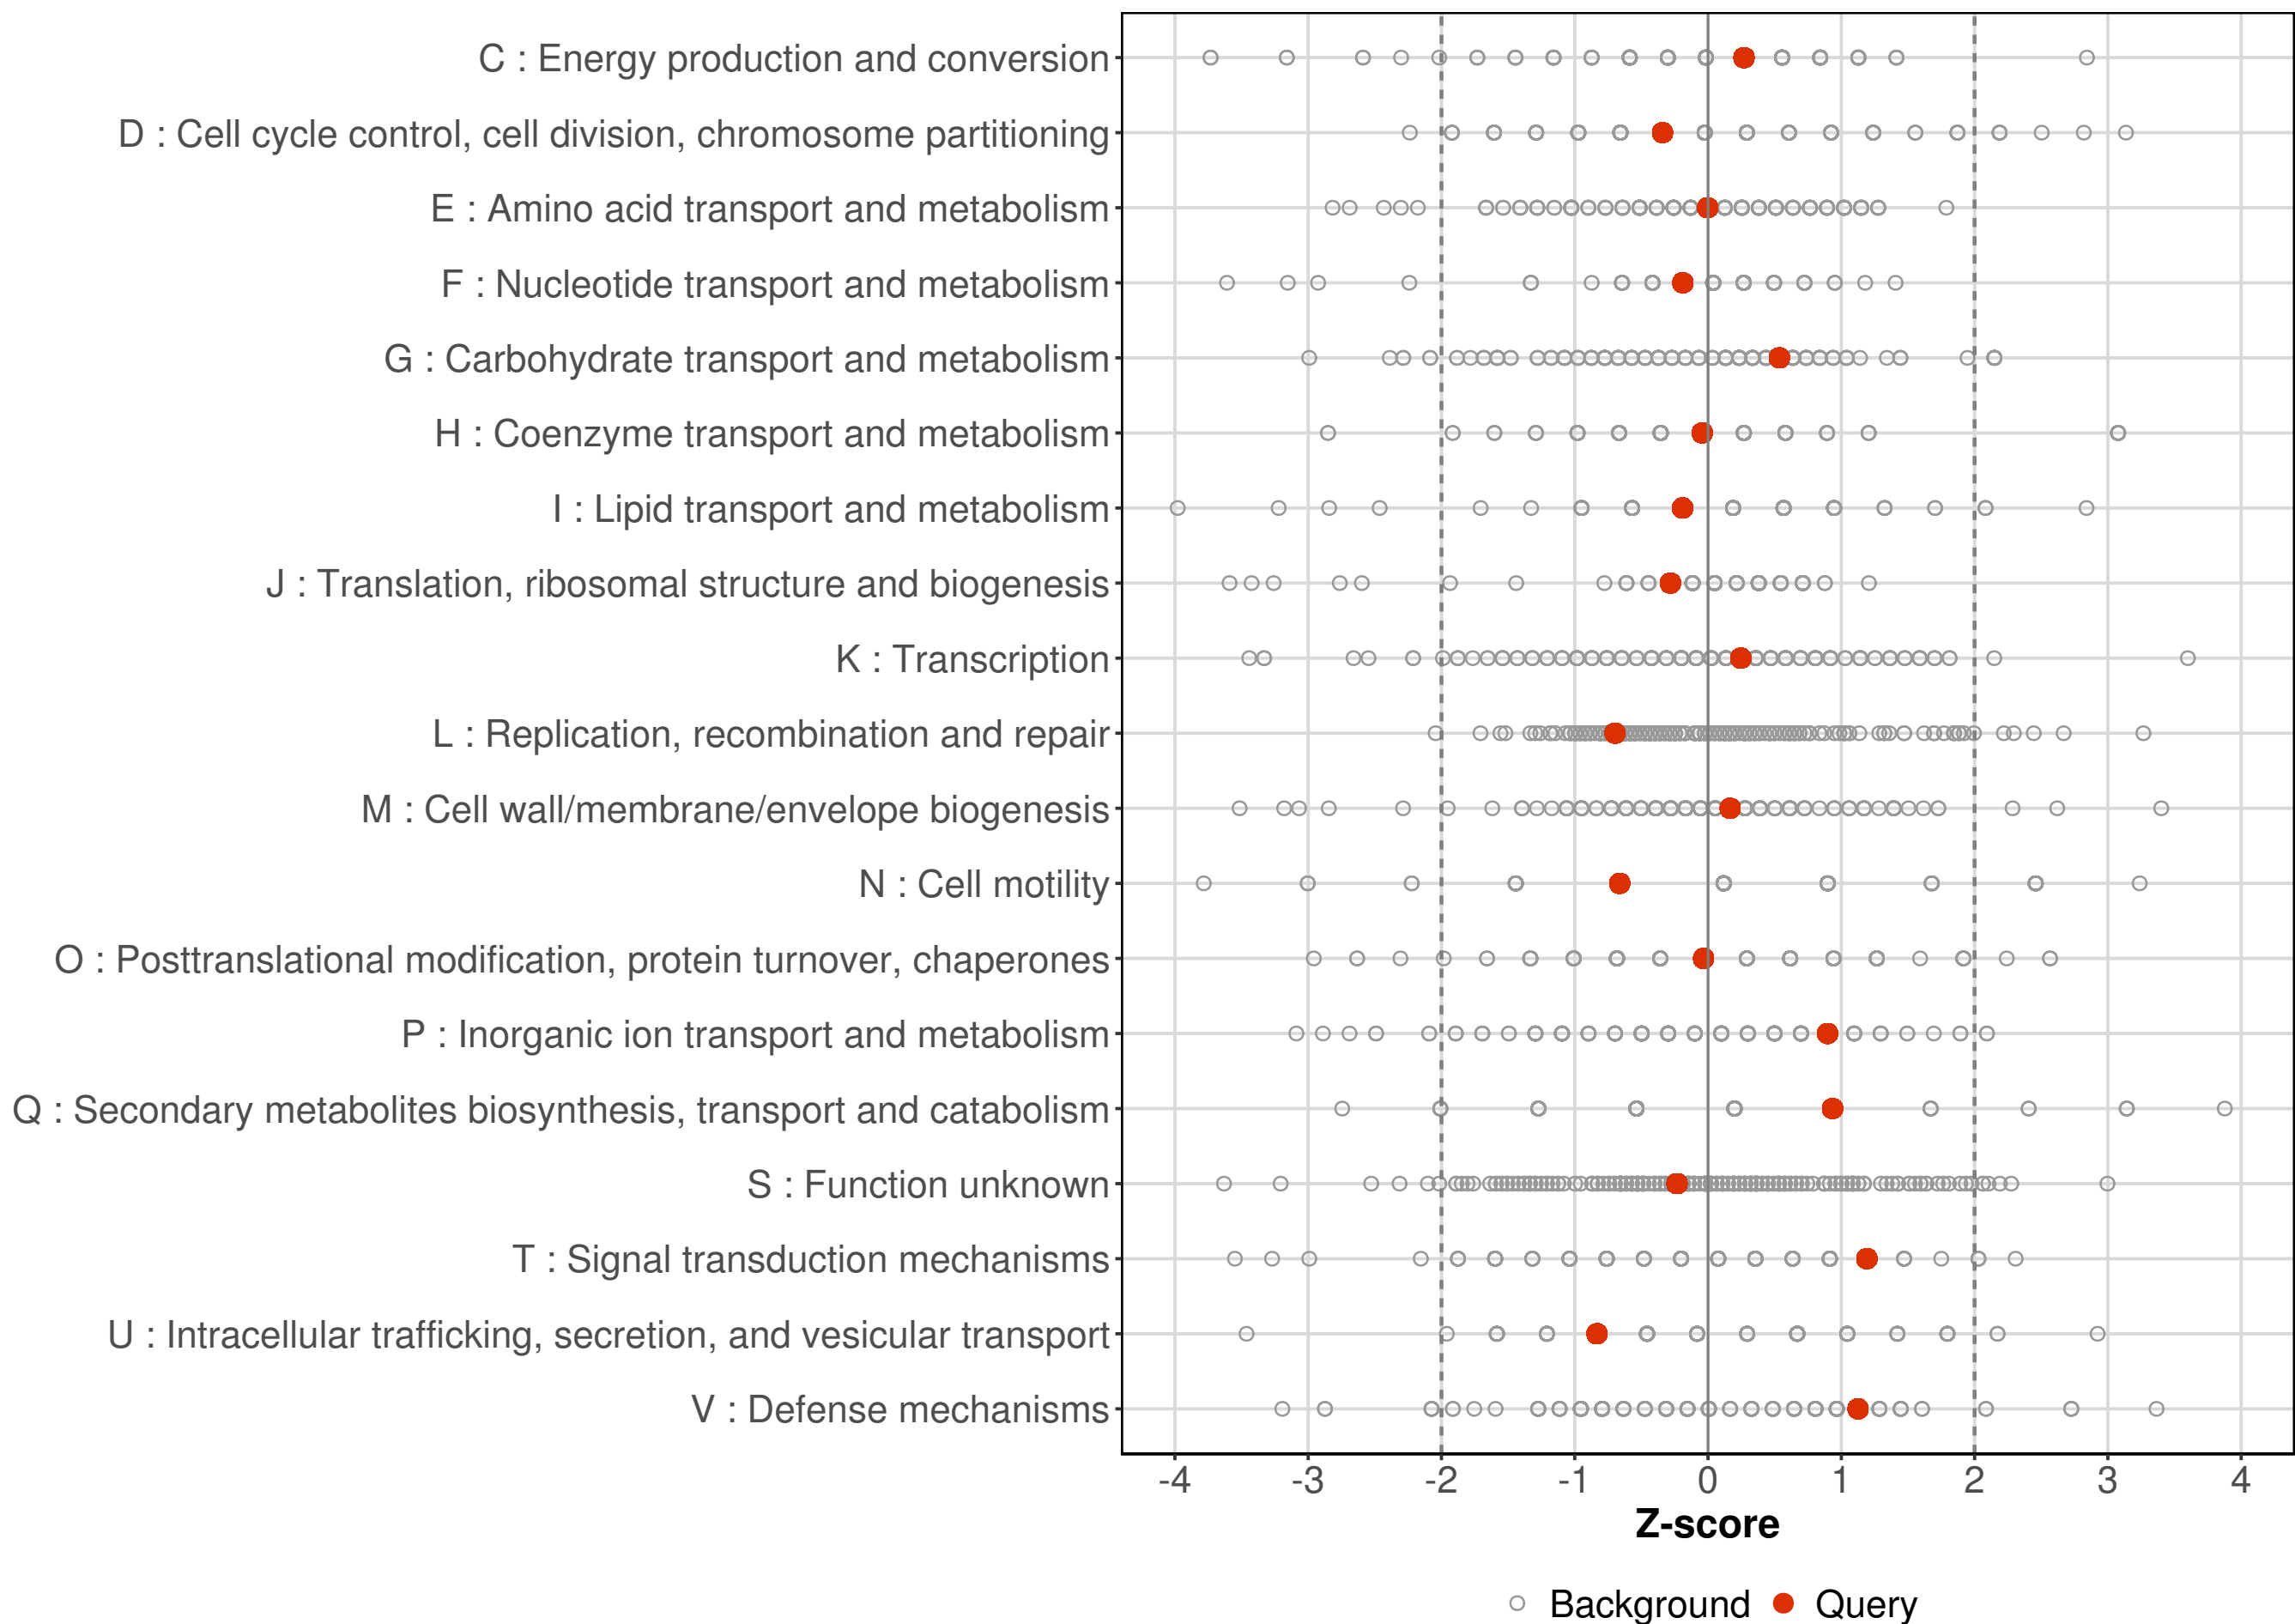 C : Energy production and conversion
D : Cell cycle control, cell division, chromosome partitioning
E : Amino acid transport and metabolism
F : Nucleotide transport and metabolism
G : Carbohydrate transport and metabolism
H : Coenzyme transport and metabolism
I : Lipid transport and metabolism
J : Translation, ribosomal structure and biogenesis
K : Transcription
L : Replication, recombination and repair
M : Cell wall/membrane/envelope biogenesis
N : Cell motility
O : Posttranslational modification, protein turnover, chaperones
P : Inorganic ion transport and metabolism
Q : Secondary metabolites biosynthesis, transport and catabolism
S : Function unknown
T : Signal transduction mechanisms
U : Intracellular trafficking, secretion, and vesicular transport
V : Defense mechanisms
-4 -3 -2 -1 0 1 2 3 4
Z-score
Background Query